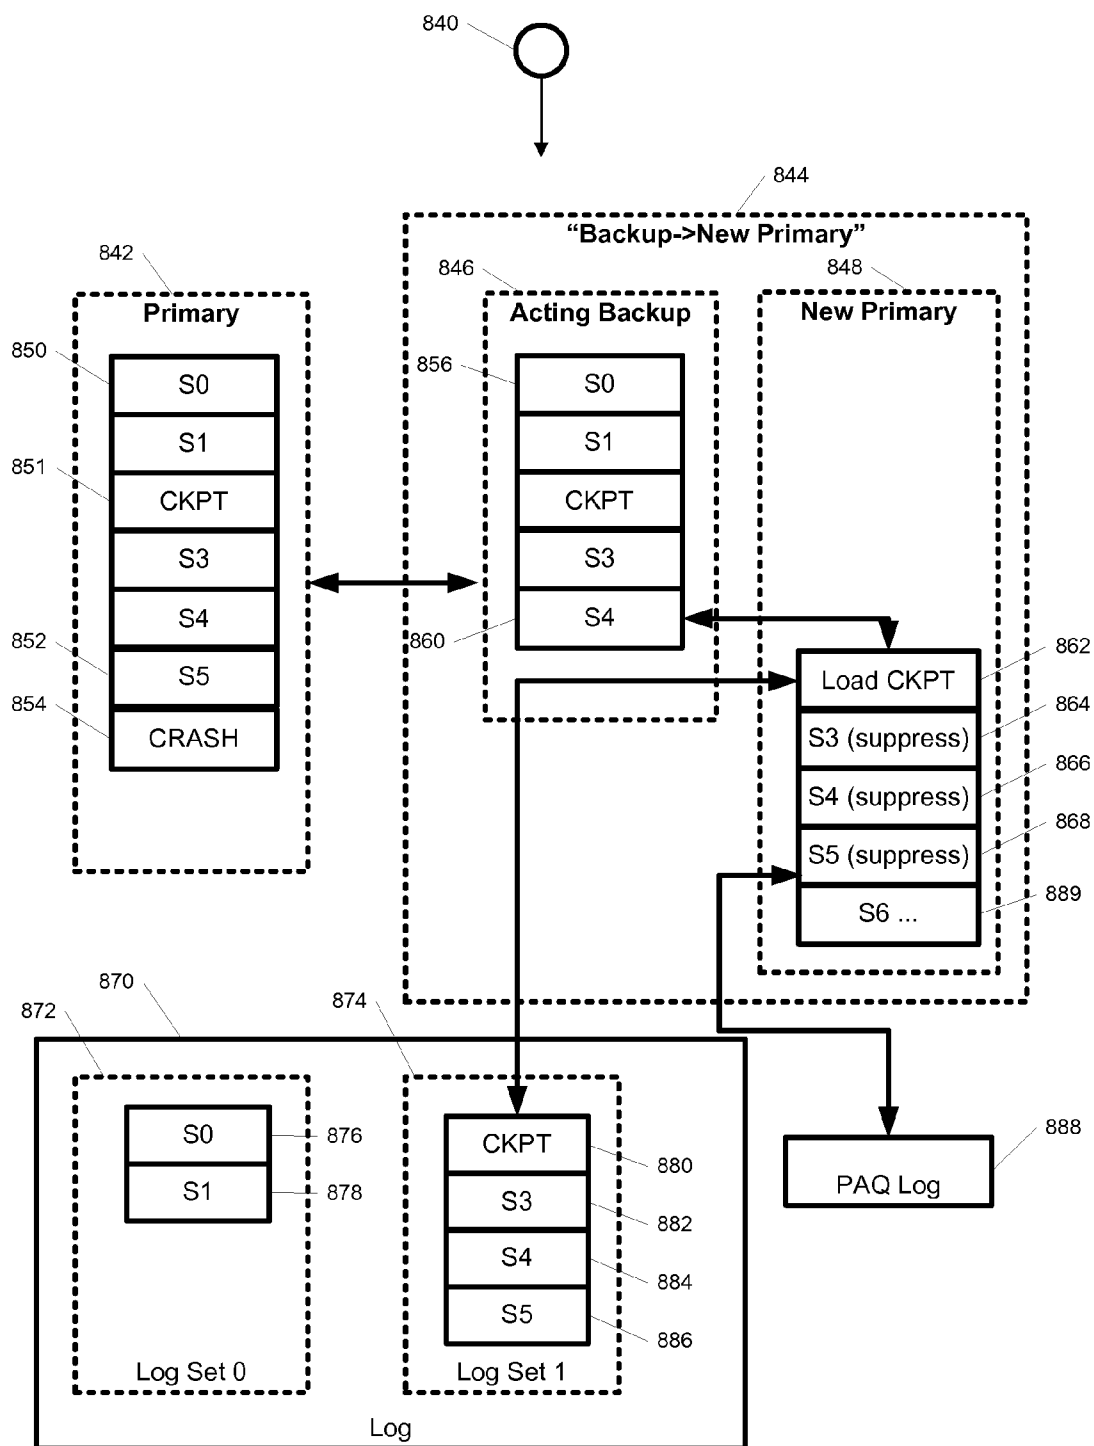 840
844
“Backup->New Primary”
842
846
848
Primary
Acting Backup
New Primary
850
S0
S1
851
CKPT
S3
S4
852
S5
854
CRASH
856
S0
S1
CKPT
S3
860
S4
Load CKPT
862
S3 (suppress)
864
S4 (suppress)
866
S5 (suppress)
868
S6 ...
889
870
872
874
S0
876
S1
878
Log Set 0
CKPT
880
S3
882
S4
884
S5
886
Log Set 1
Log
888
PAQ Log